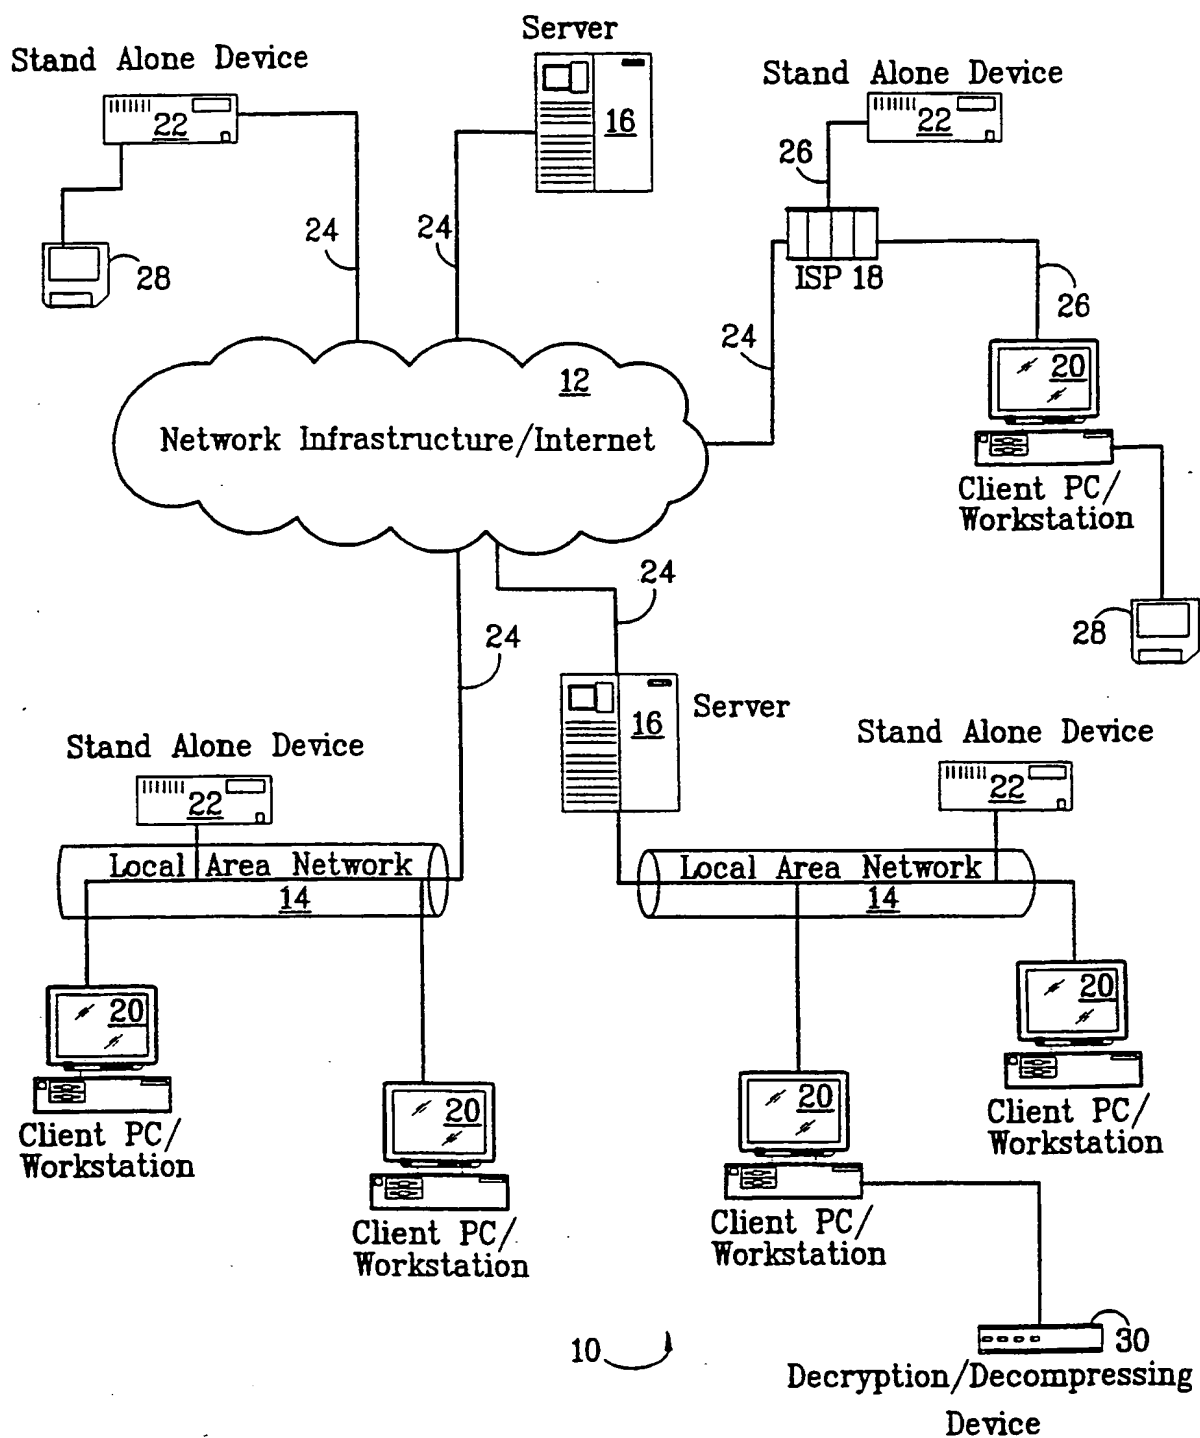 Server
Stand Alone Device
Stand Alone Device
22
16
22
26
24
24
28
ISP 18
26
24
12
20
Network Infrastructure/Internet
Client PC/
Workstation
24
28
24
16
Server
Stand Alone Device
Stand Alone Device
22
22
Local Area Network
14
Local Area Network
14
20
20
20
20
Client PC/
Workstation
Client PC/
Workstation
Client PC/
Workstation
Client PC/
Workstation
10
30
Decryption/Decompressing
Device